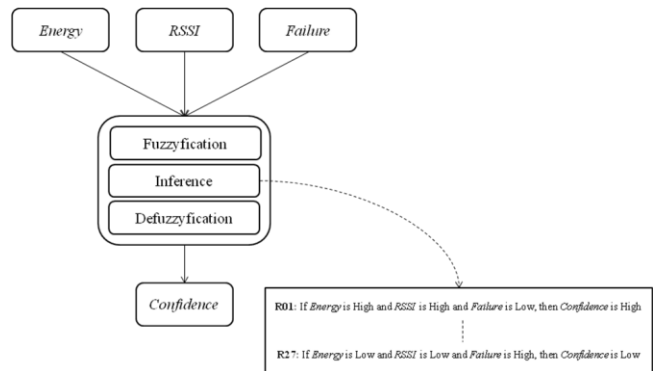 Energy
RSSI
Failure
Fuzzyfication
Inference
Defuzzyfication
Confidence
R01: If Energy is High and RSSI is High and Failure is Low, then Confidence is High
R27: If Energy is Low and RSSI is Low and Failure is High, then Confidence is Low